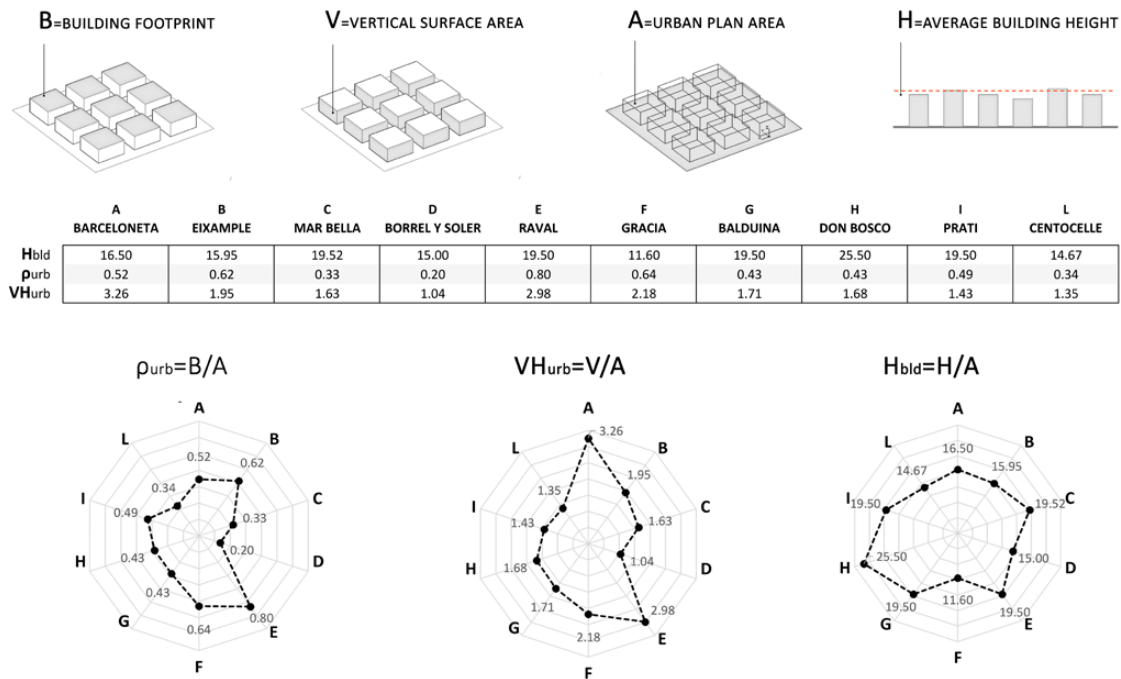 B=BUILDING FOOTPRINT
V=VERTICAL SURFACE AREA
A=URBAN PLAN AREA
H=AVERAGE BUILDING HEIGHT
A B C D E F G H I L
BARCELONETA EIXAMPLE MAR BELLA BORREL Y SOLER RAVAL GRACIA BALDUINA DON BOSCO PRATI CENTOCELLE
Hbld 16.50 15.95 19.52 15.00 19.50 11.60 19.50 25.50 19.50 14.67
ρurb 0.52 0.62 0.33 0.20 0.80 0.64 0.43 0.43 0.49 0.34
VHurb 3.26 1.95 1.63 1.04 2.98 2.18 1.71 1.68 1.43 1.35
ρurb=B/A
A
L B
0.52
0.62
0.34
I C
0.49
0.33
0.20
H D
0.43
0.43
0.80
G E
0.64
F
VHurb=V/A
A
3.26
L B
1.95
1.35
I C
1.43
1.63
1.04
H D
1.68
1.71
2.98
G E
2.18
F
Hbld=H/A
A
L B
16.50
14.67 15.95
I C
19.50 19.52
25.50 15.00
H D
11.60
19.50 19.50
G E
F